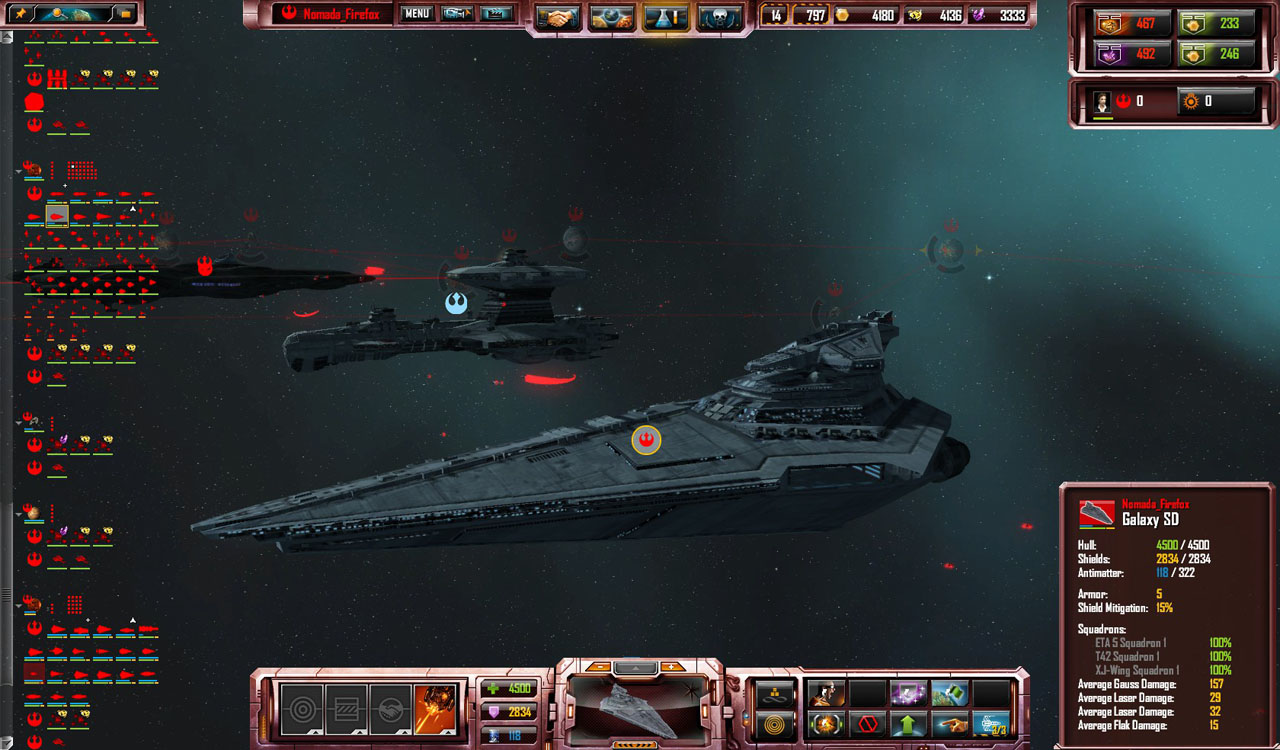 Nomada_Firefox
MENU
14
797
4180
4136
3333
467
233
492
246
0
0
Nomada_Firefox
Galaxy SD
Hull: 4500 / 4500
Shields: 2834 / 2834
Antimatter: 118 / 322
Armor: 5
Shield Mitigation: 15%
Squadrons:
ETA 5 Squadron 1 100%
T42 Squadron 1 100%
XJ-Wing Squadron 1 100%
Average Gauss Damage: 157
Average Laser Damage: 29
Average Laser Damage: 32
Average Flak Damage: 15
4500
2834
118
3/3